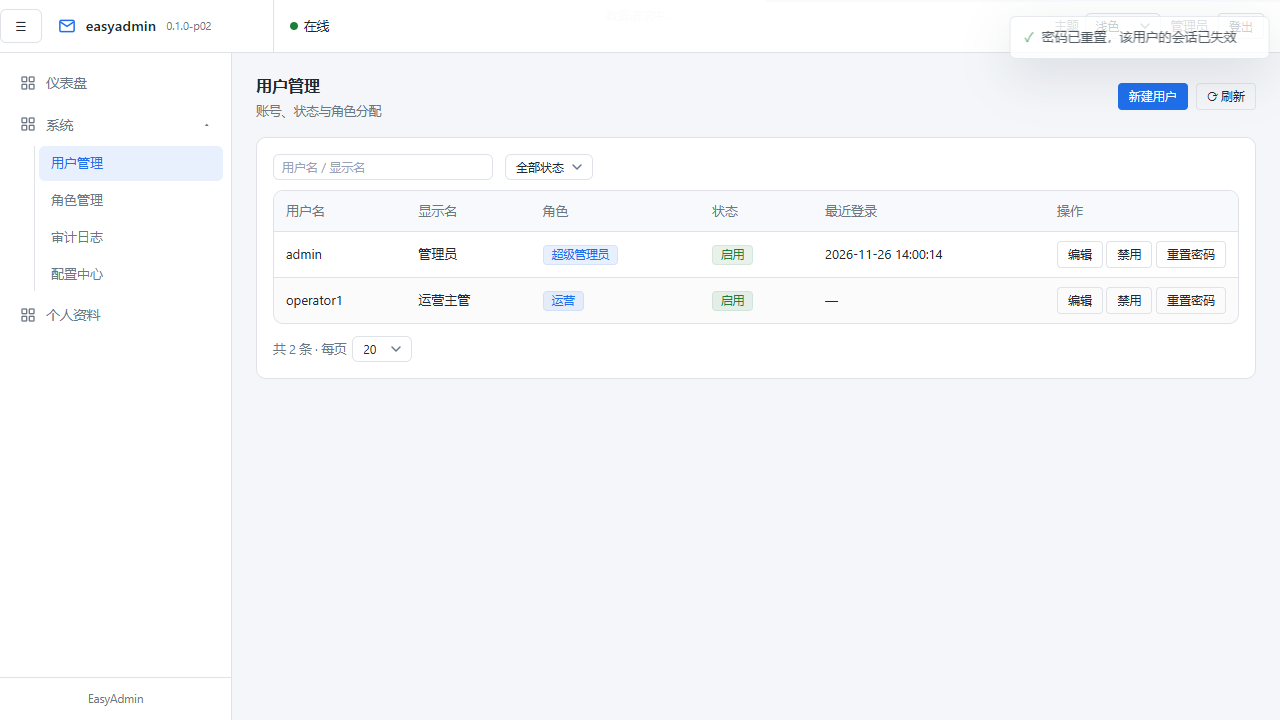 ☰ easyadmin 0.1.0-p02 在线 主题 浅色 管理员 登出
✓ 密码已重置，该用户的会话已失效
仪表盘
系统
用户管理
角色管理
审计日志
配置中心
个人资料
EasyAdmin
用户管理
账号、状态与角色分配
新建用户 刷新
用户名 / 显示名 全部状态
用户名 显示名 角色 状态 最近登录 操作
admin 管理员 超级管理员 启用 2026-11-26 14:00:14 编辑 禁用 重置密码
operator1 运营主管 运营 启用 — 编辑 禁用 重置密码
共 2 条 · 每页 20